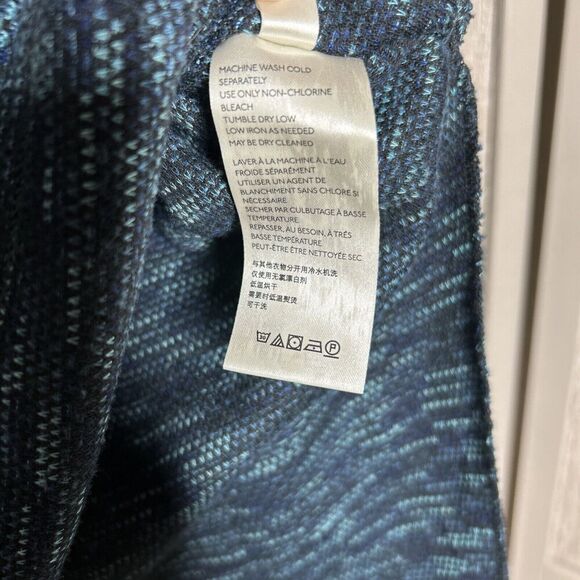 MACHINE WASH COLD
SEPARATELY
USE ONLY NON-CHLORINE
BLEACH
TUMBLE DRY LOW
LOW IRON AS NEEDED
MAY BE DRY CLEANED
LAVER À LA MACHINE À L'EAU
FROIDE SÉPARÉMENT
UTILISER UN AGENT DE
BLANCHIMENT SANS CHLORE SI
NÉCESSAIRE
SECHER PAR CULBUTAGE À BASSE
TEMPERATURE
REPASSER, AU BESOIN, À TRÈS
BASSE TEMPÉRATURE
PEUT-ÊTRE ÊTRE NETTOYÉE SEC
与其他衣物分开用冷水机洗
仅使用无氯漂白剂
低温烘干
需要时低温熨烫
可干洗
30 P